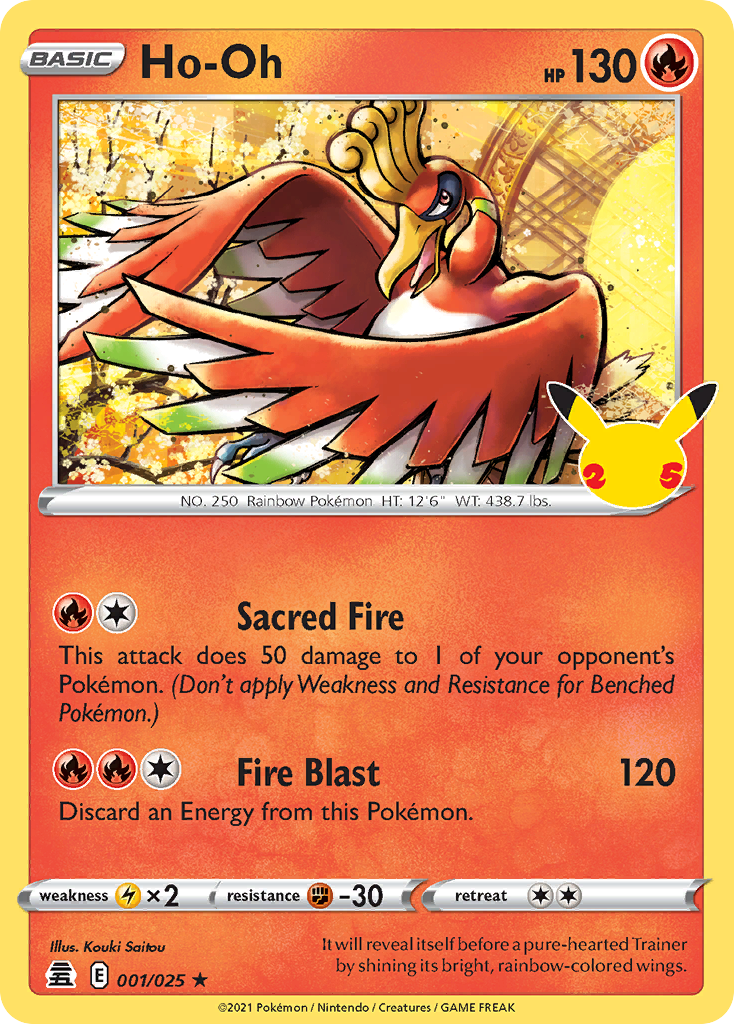 BASIC Ho-Oh HP 130
NO. 250 Rainbow Pokémon HT: 12'6" WT: 438.7 lbs.
25
Sacred Fire
This attack does 50 damage to 1 of your opponent's
Pokémon. (Don't apply Weakness and Resistance for Benched
Pokémon.)
Fire Blast 120
Discard an Energy from this Pokémon.
weakness ×2 resistance -30 retreat
Illus. Kouki Saitou
It will reveal itself before a pure-hearted Trainer
by shining its bright, rainbow-colored wings.
E 001/025 ★
©2021 Pokémon / Nintendo / Creatures / GAME FREAK